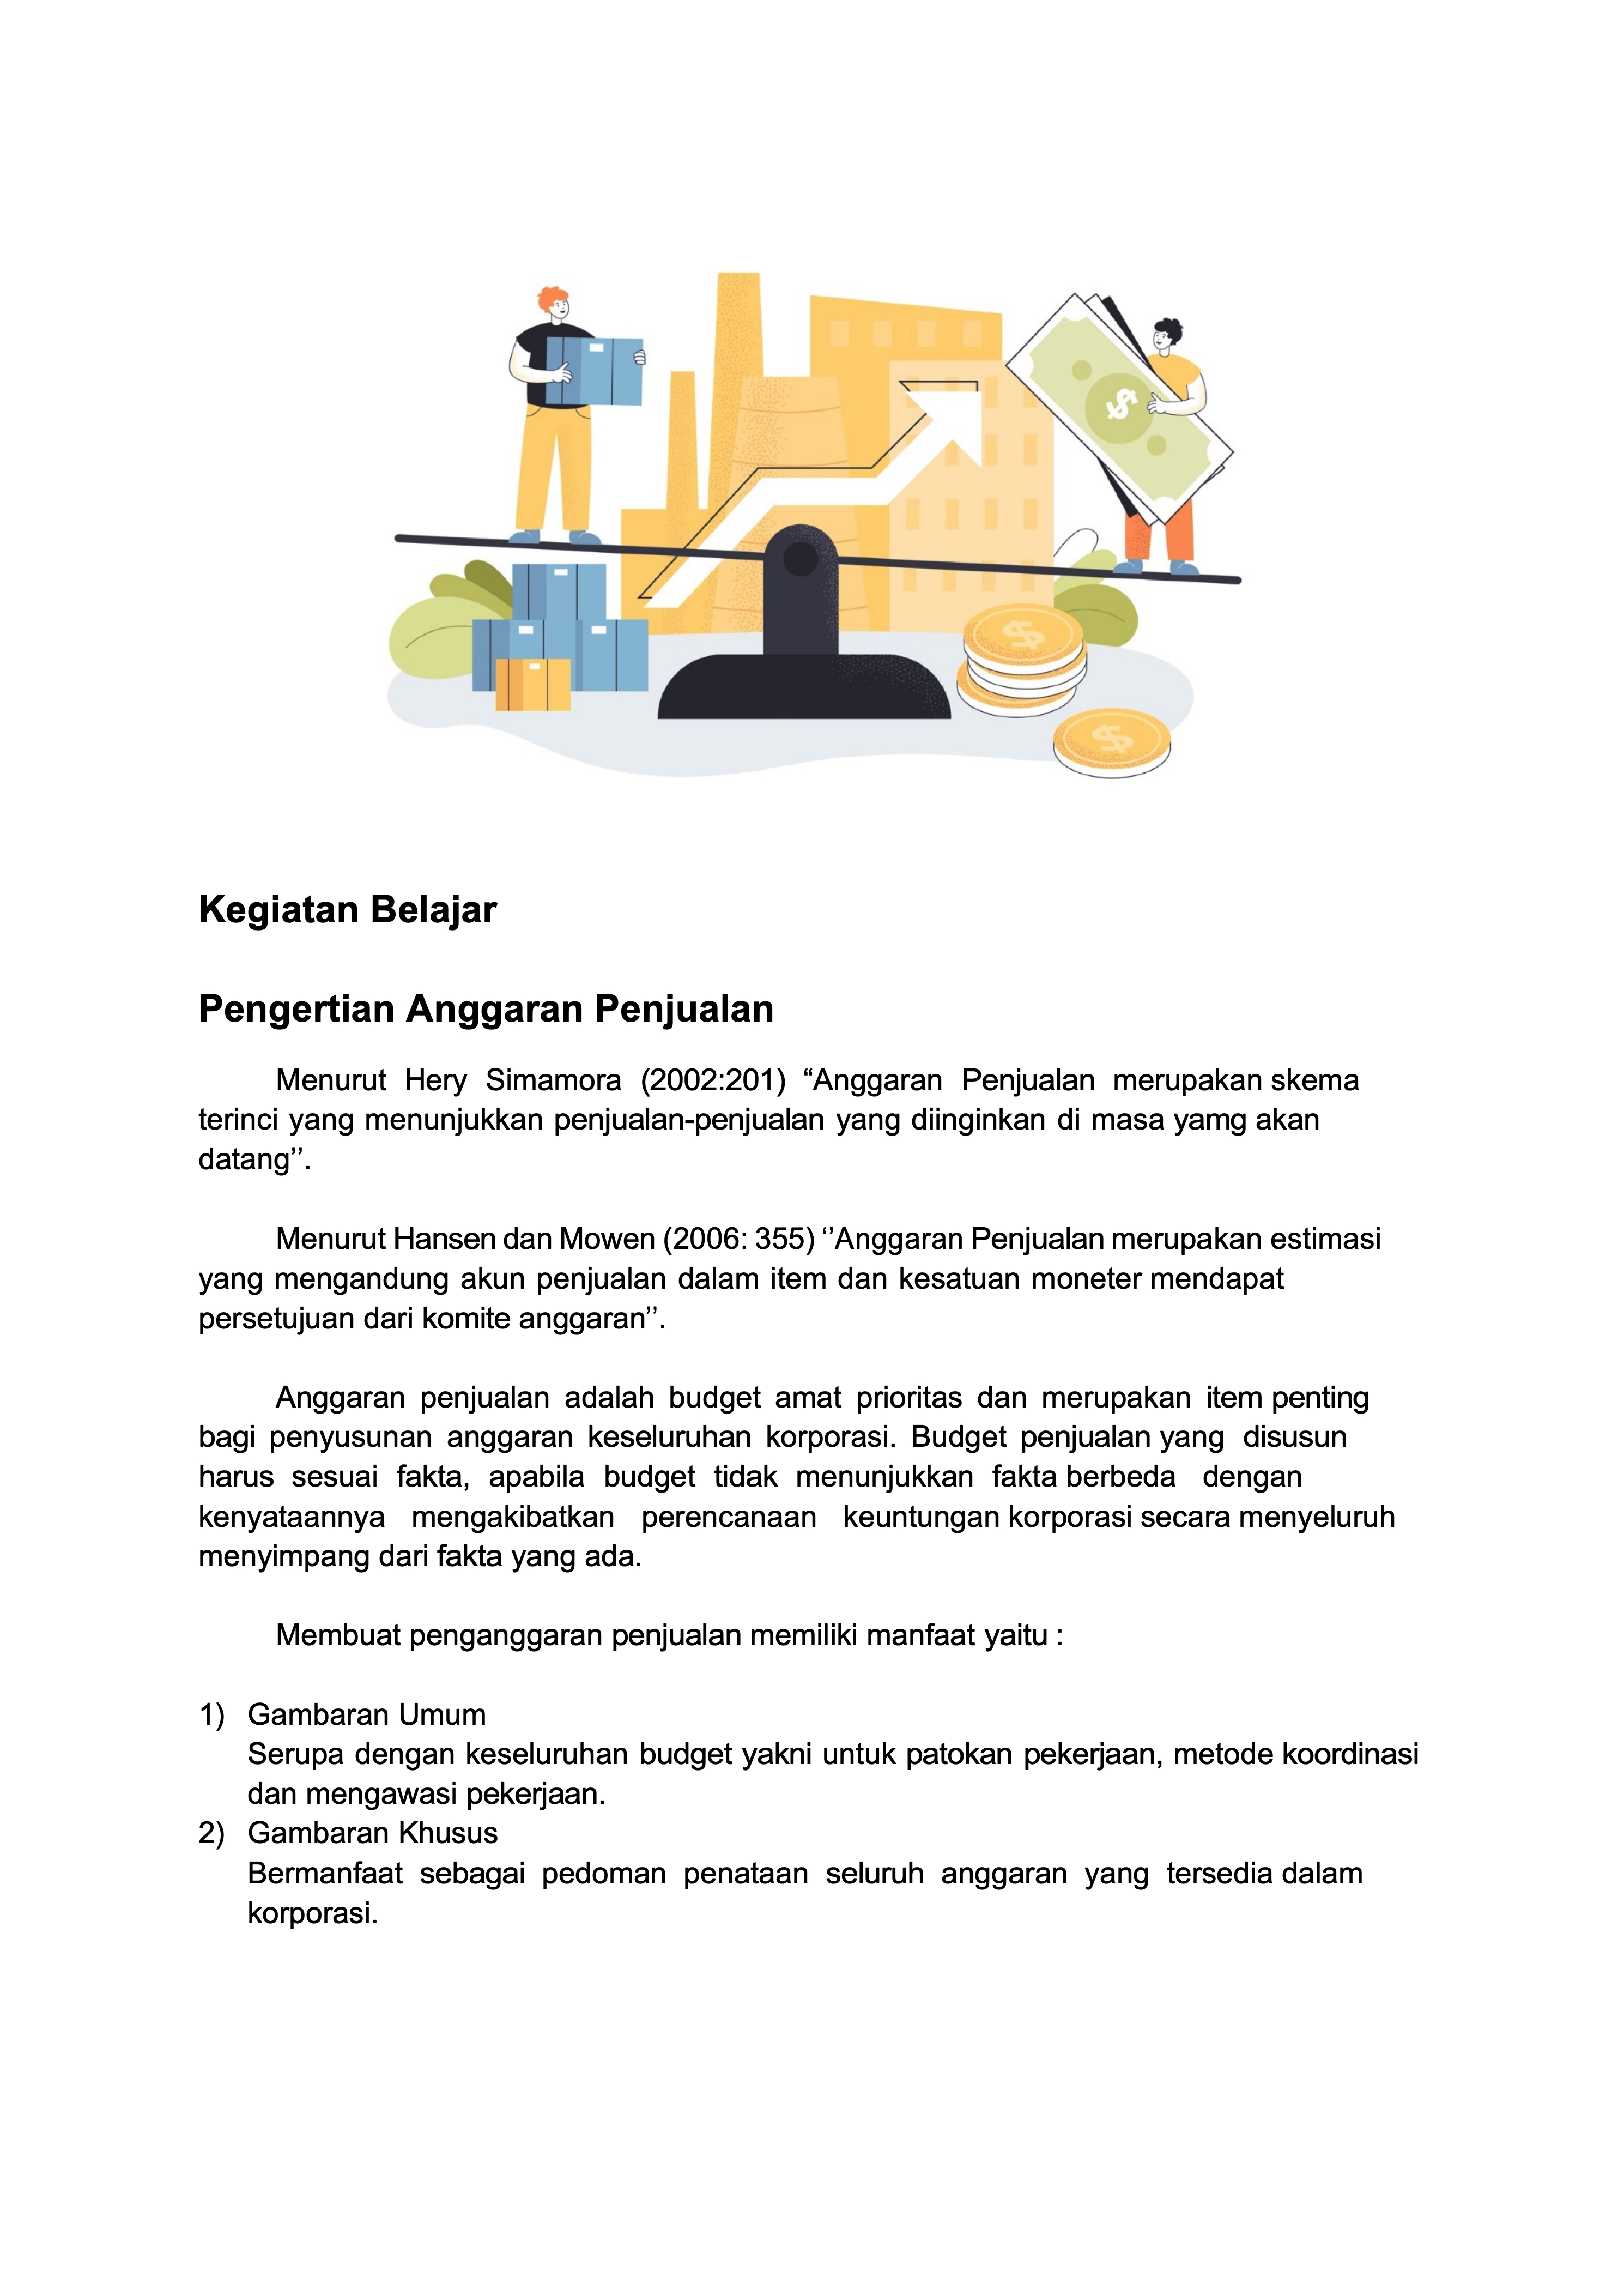 Kegiatan Belajar
Pengertian Anggaran Penjualan
Menurut Hery Simamora (2002:201) “Anggaran Penjualan merupakan skema
terinci yang menunjukkan penjualan-penjualan yang diinginkan di masa yamg akan
datang’’.
Menurut Hansen dan Mowen (2006: 355) ‘’Anggaran Penjualan merupakan estimasi
yang mengandung akun penjualan dalam item dan kesatuan moneter mendapat
persetujuan dari komite anggaran’’.
Anggaran penjualan adalah budget amat prioritas dan merupakan item penting
bagi penyusunan anggaran keseluruhan korporasi. Budget penjualan yang disusun
harus sesuai fakta, apabila budget tidak menunjukkan fakta berbeda dengan
kenyataannya mengakibatkan perencanaan keuntungan korporasi secara menyeluruh
menyimpang dari fakta yang ada.
Membuat penganggaran penjualan memiliki manfaat yaitu :
1) Gambaran Umum
Serupa dengan keseluruhan budget yakni untuk patokan pekerjaan, metode koordinasi
dan mengawasi pekerjaan.
2) Gambaran Khusus
Bermanfaat sebagai pedoman penataan seluruh anggaran yang tersedia dalam
korporasi.